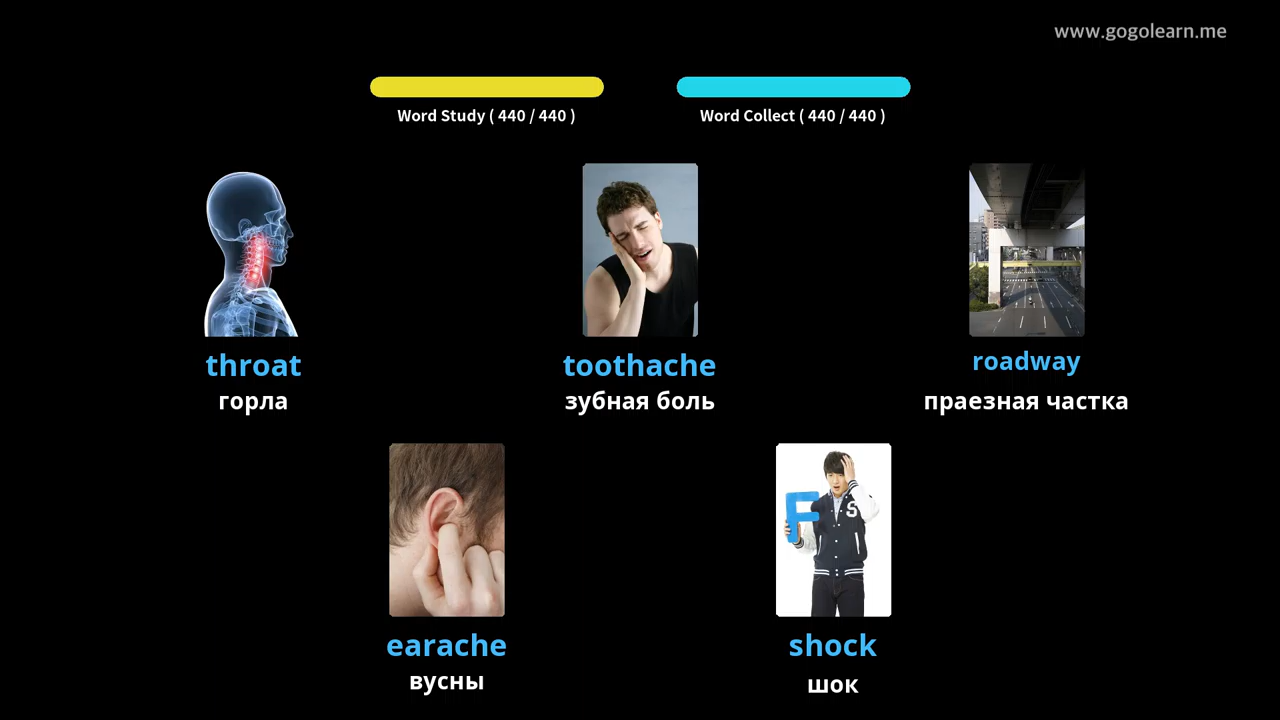 www.gogolearn.me
Word Study ( 440 / 440 )
Word Collect ( 440 / 440 )
throat
горла
toothache
зубная боль
roadway
праезная частка
earache
вусны
F
S
shock
шок